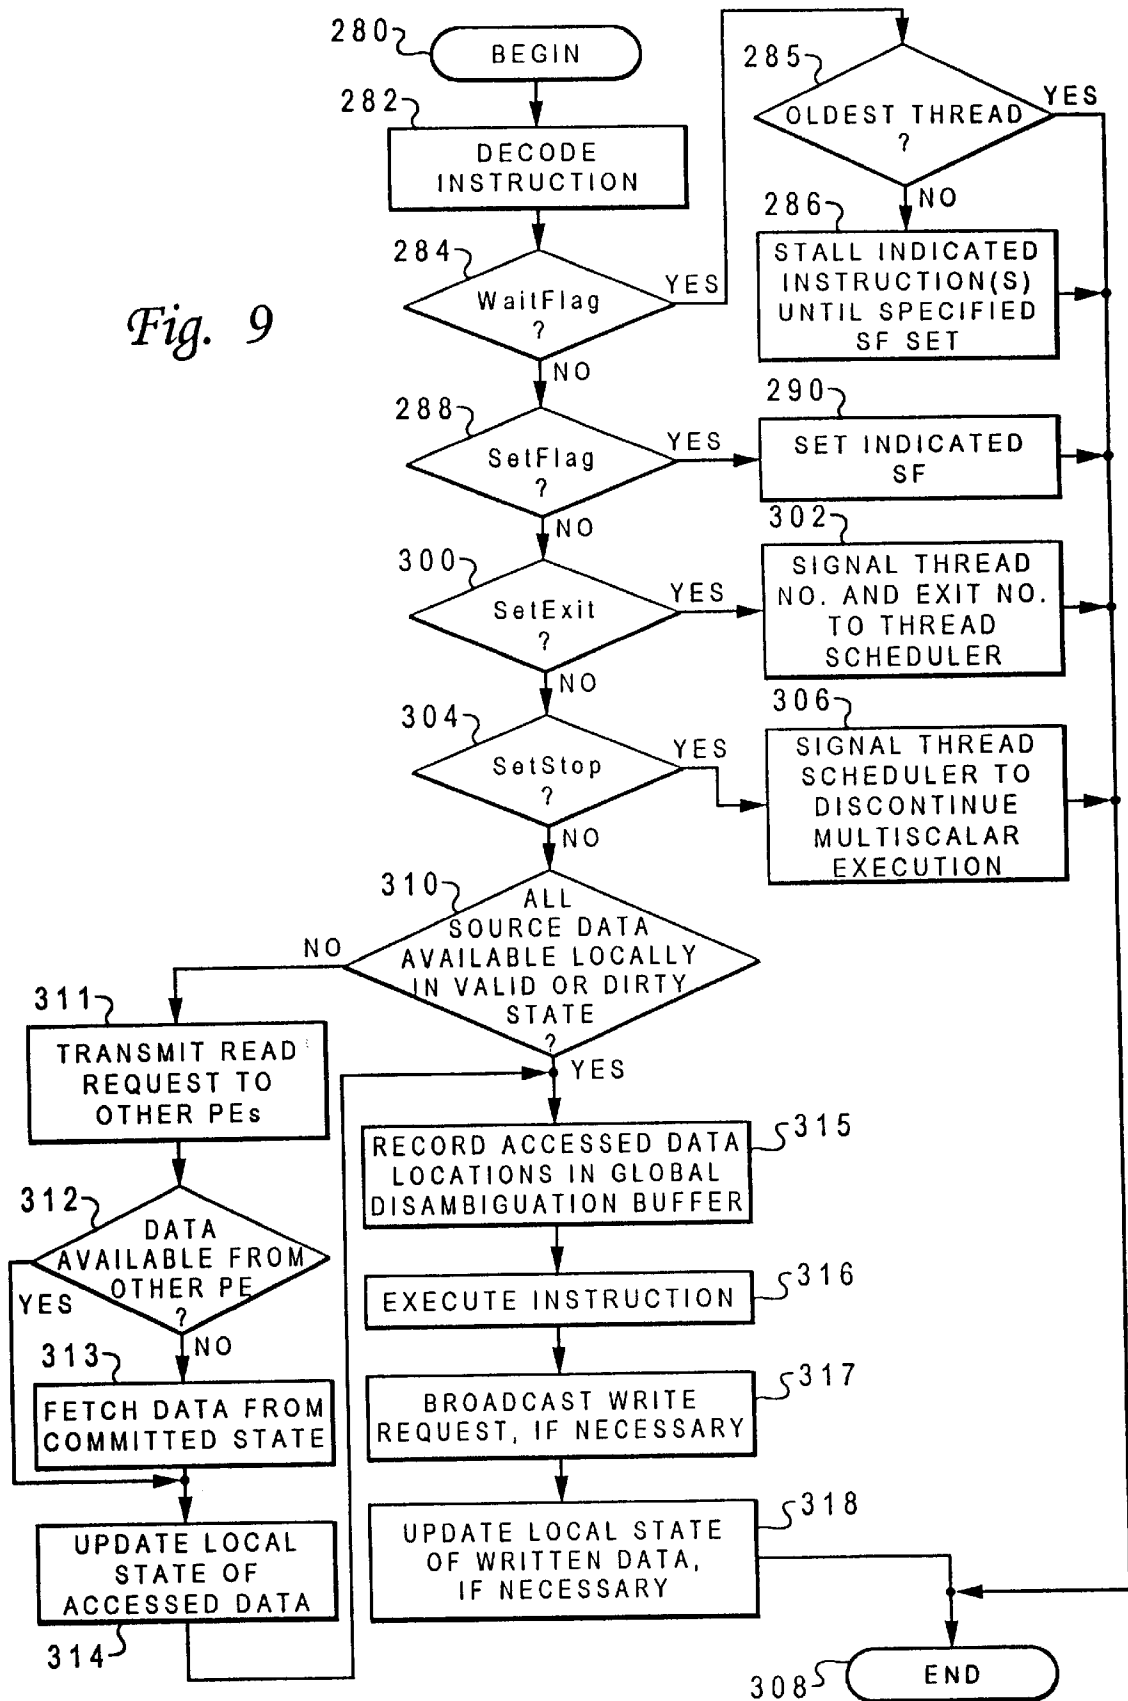 280
BEGIN
282
DECODE
INSTRUCTION
284
WaitFlag
?
YES
NO
285
OLDEST THREAD
?
YES
NO
286
STALL INDICATED
INSTRUCTION(S)
UNTIL SPECIFIED
SF SET
Fig. 9
288
SetFlag
?
YES
NO
290
SET INDICATED
SF
300
SetExit
?
YES
NO
302
SIGNAL THREAD
NO. AND EXIT NO.
TO THREAD
SCHEDULER
304
SetStop
?
YES
NO
306
SIGNAL THREAD
SCHEDULER TO
DISCONTINUE
MULTISCALAR
EXECUTION
310
ALL
SOURCE DATA
AVAILABLE LOCALLY
IN VALID OR DIRTY
STATE
?
NO
YES
311
TRANSMIT READ
REQUEST TO
OTHER PEs
312
DATA
AVAILABLE FROM
OTHER PE
?
YES
NO
313
FETCH DATA FROM
COMMITTED STATE
UPDATE LOCAL
STATE OF
ACCESSED DATA
314
RECORD ACCESSED DATA
LOCATIONS IN GLOBAL
DISAMBIGUATION BUFFER
315
EXECUTE INSTRUCTION
316
BROADCAST WRITE
REQUEST, IF NECESSARY
317
UPDATE LOCAL STATE
OF WRITTEN DATA,
IF NECESSARY
318
END
308